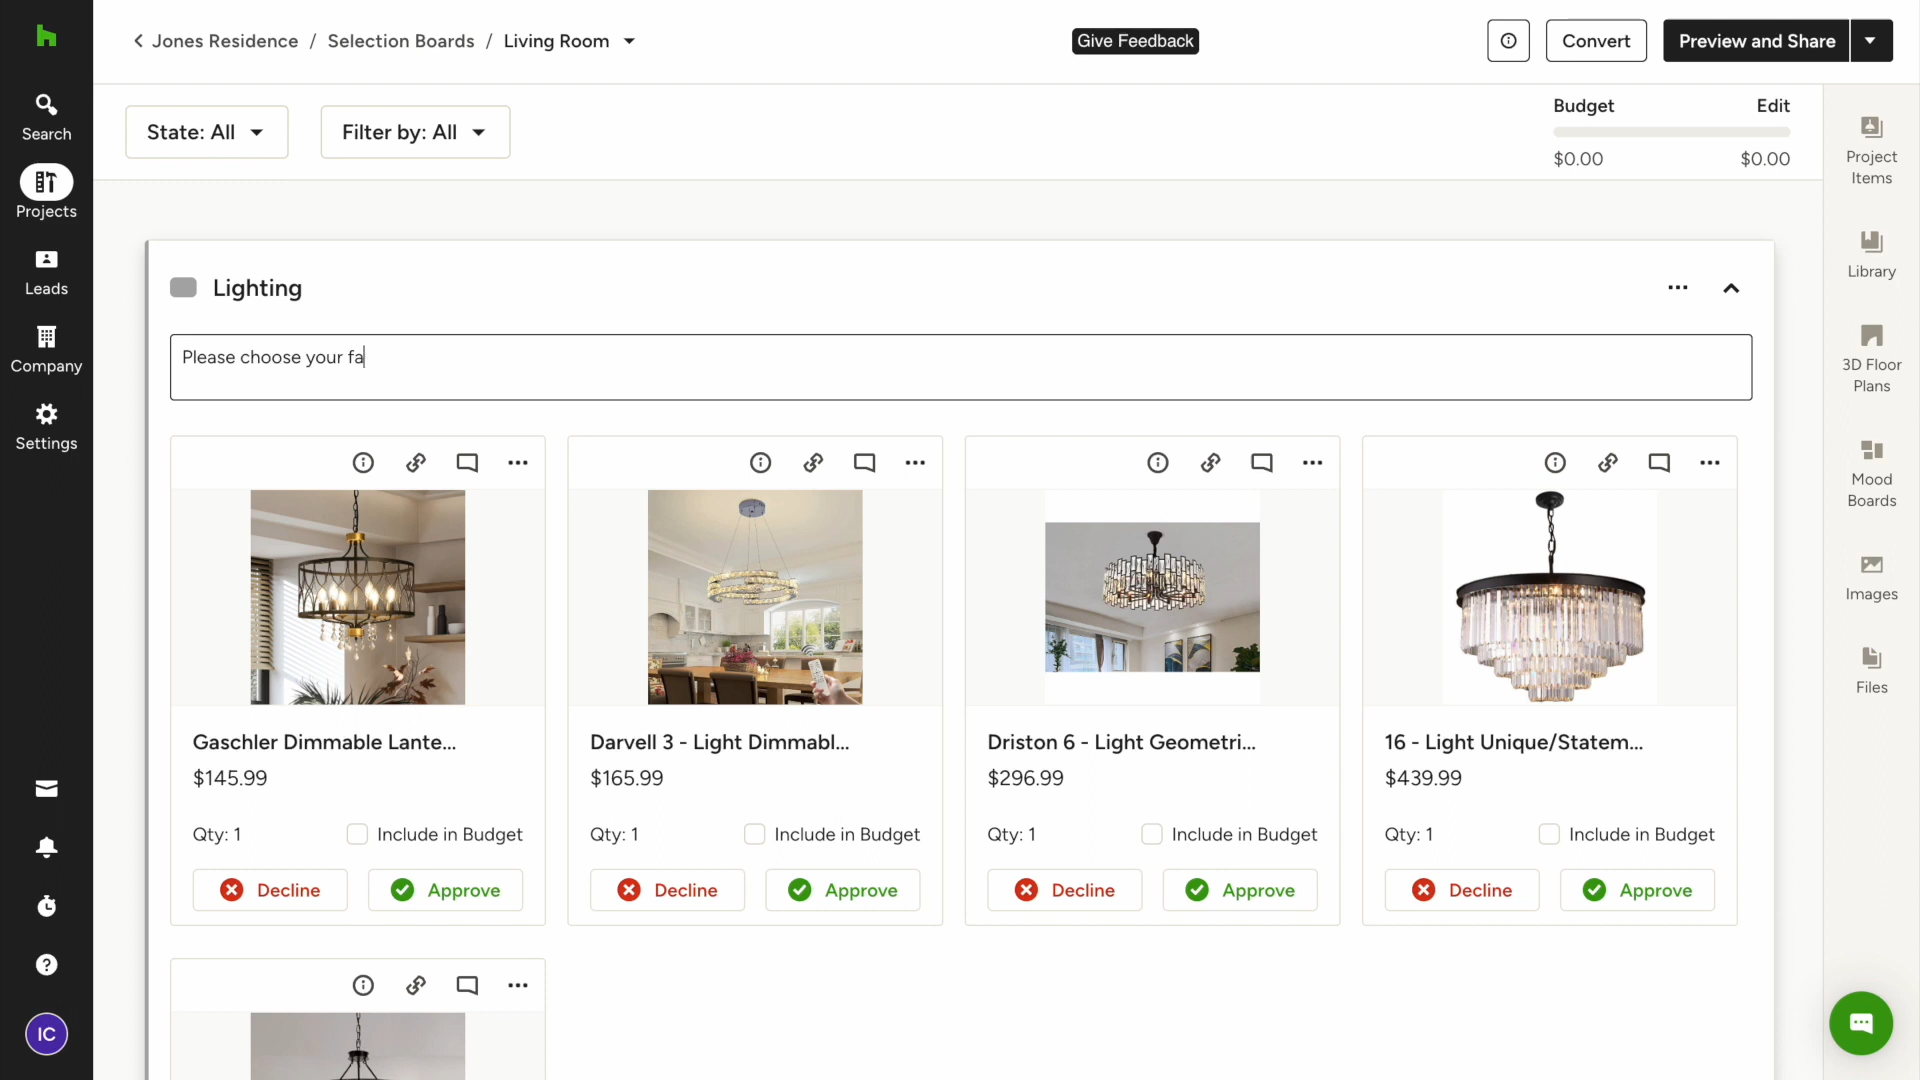 Jones Residence / Selection Boards / Living Room
Give Feedback
Convert
Preview and Share
Search
Projects
Leads
Company
Settings
IC
State: All
Filter by: All
Budget
Edit
$0.00
$0.00
Project
Items
Library
3D Floor
Plans
Mood
Boards
Images
Files
Lighting
Please choose your fa
Gaschler Dimmable Lante...
$145.99
Qty: 1
Include in Budget
Decline
Approve
Darvell 3 - Light Dimmabl...
$165.99
Qty: 1
Include in Budget
Decline
Approve
Driston 6 - Light Geometri...
$296.99
Qty: 1
Include in Budget
Decline
Approve
16 - Light Unique/Statem...
$439.99
Qty: 1
Include in Budget
Decline
Approve